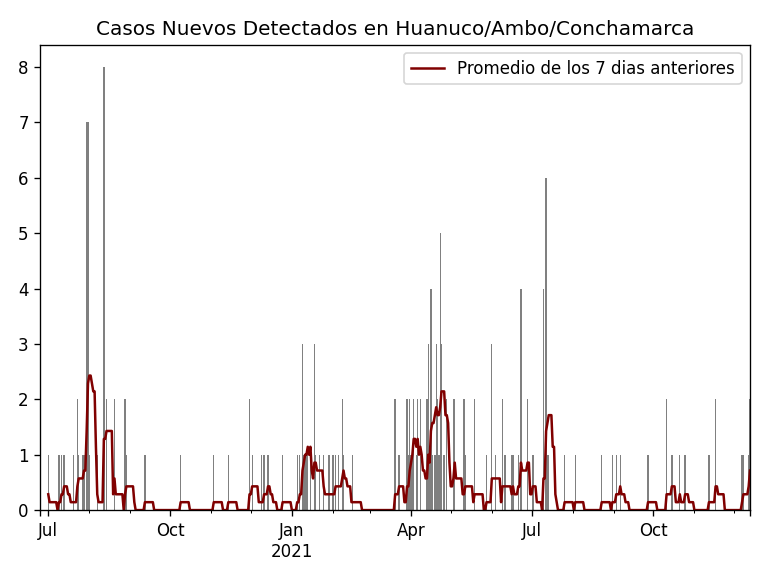 Casos Nuevos Detectados en Huanuco/Ambo/Conchamarca
Promedio de los 7 dias anteriores
8
7
6
5
4
3
2
1
0
Jul
Oct
Jan
2021
Apr
Jul
Oct